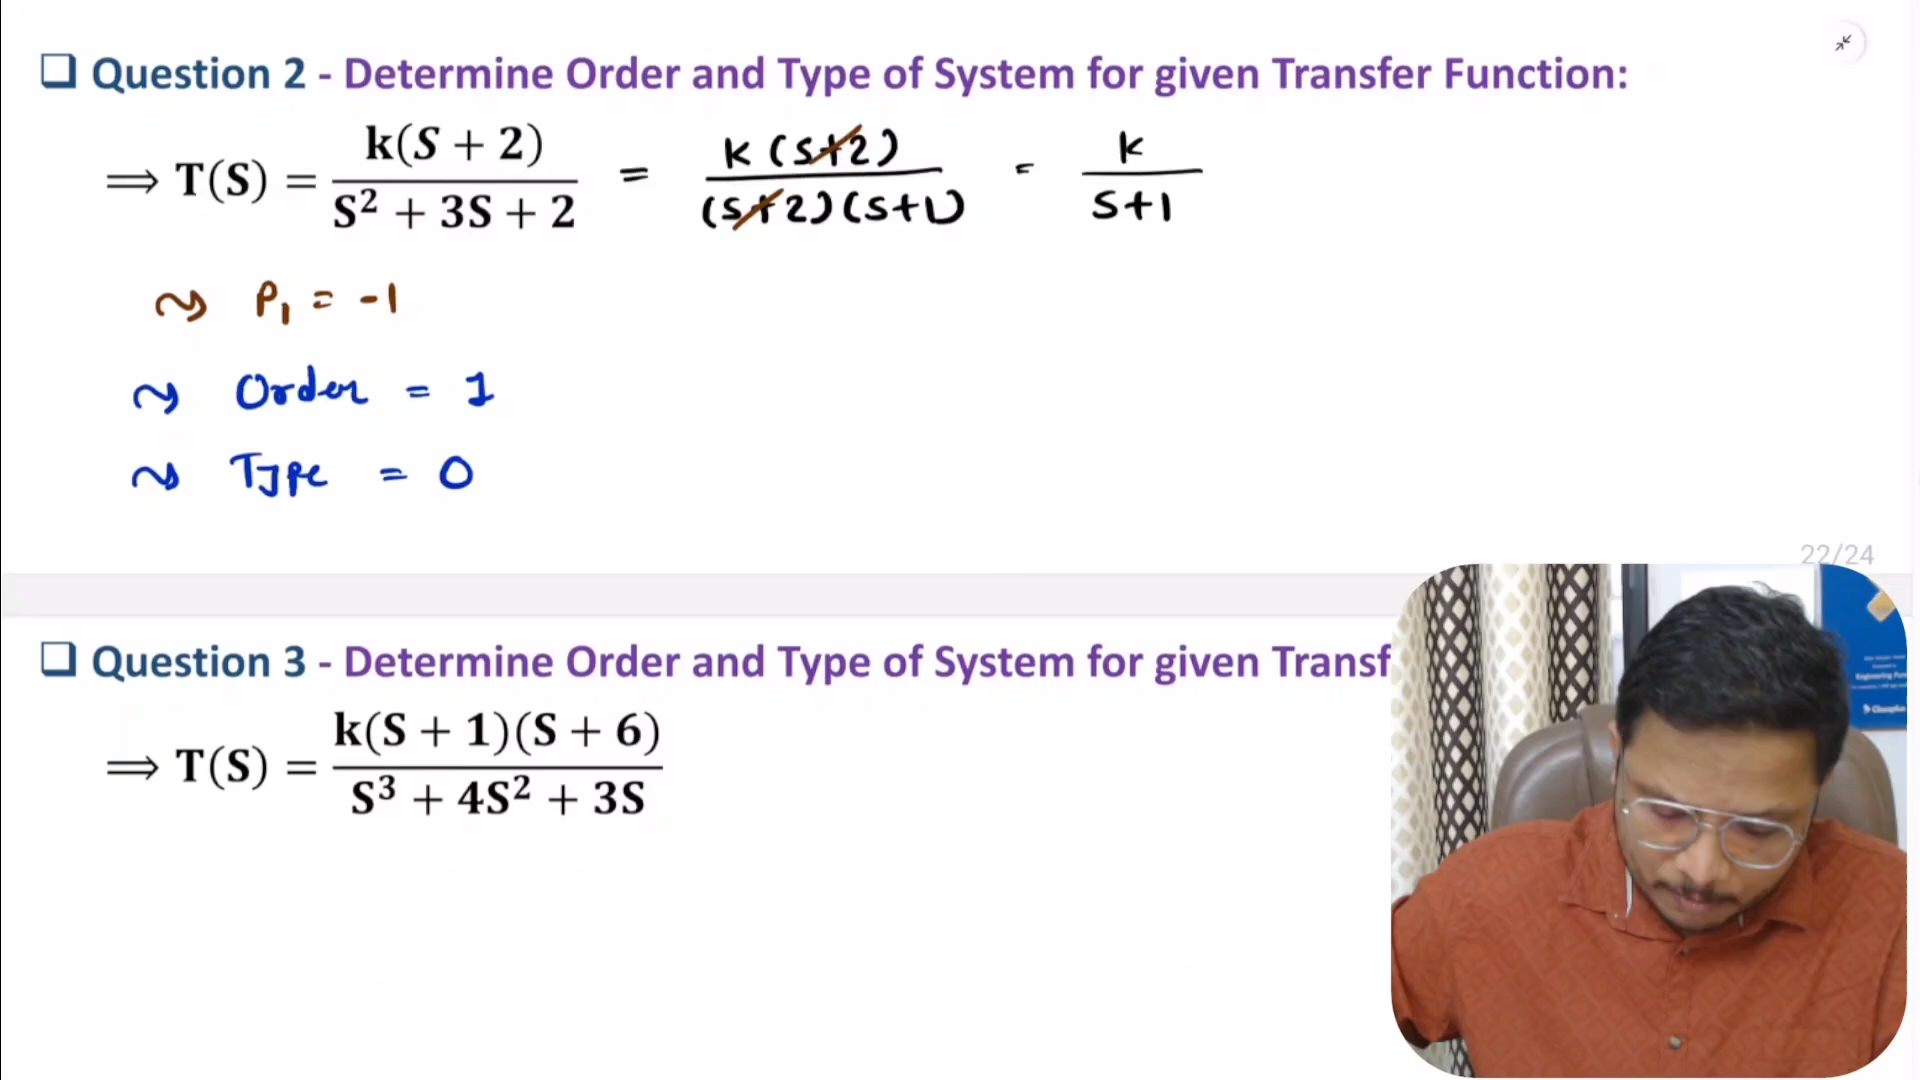 ❑ Question 2 - Determine Order and Type of System for given Transfer Function:
⟹ T(S) = k(S + 2) / S² + 3S + 2 = k (s+2) / (s+2)(s+1) = k / s+1
⤳ P₁ = -1
⤳ Order = 1
⤳ Type = 0
22/24
❑ Question 3 - Determine Order and Type of System for given Transf
⟹ T(S) = k(S + 1)(S + 6) / S³ + 4S² + 3S